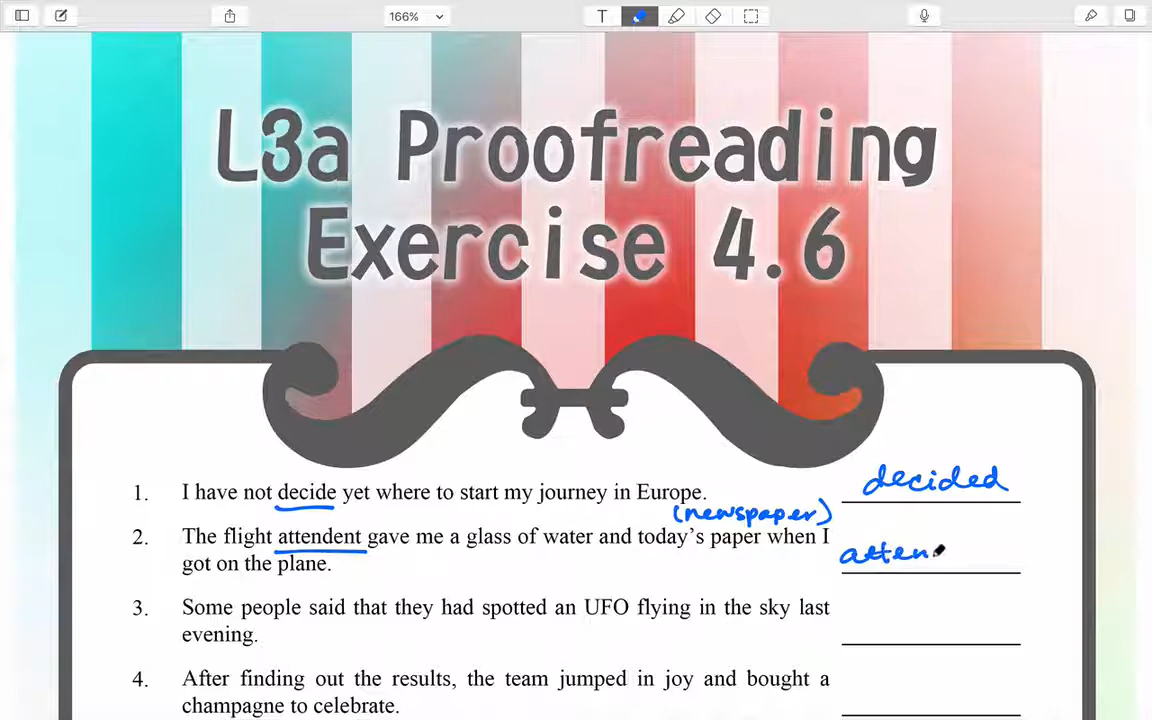 166%
T
L3a Proofreading
Exercise 4.6
1. I have not decide yet where to start my journey in Europe.
decided
(newspaper)
2. The flight attendent gave me a glass of water and today's paper when I
got on the plane.
atten
3. Some people said that they had spotted an UFO flying in the sky last
evening.
4. After finding out the results, the team jumped in joy and bought a
champagne to celebrate.